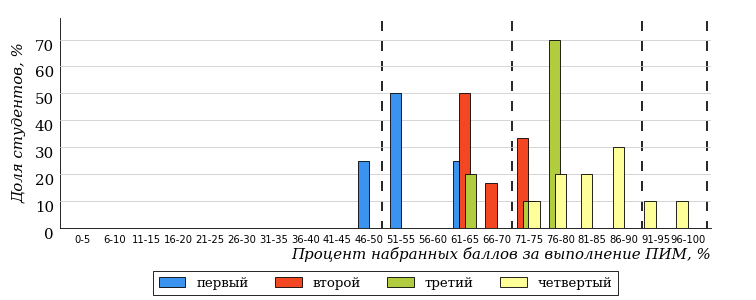 Доля студентов, %
70
60
50
40
30
20
10
0
0-5 6-10 11-15 16-20 21-25 26-30 31-35 36-40 41-45 46-50 51-55 56-60 61-65 66-70 71-75 76-80 81-85 86-90 91-95 96-100
Процент набранных баллов за выполнение ПИМ, %
первый второй третий четвертый